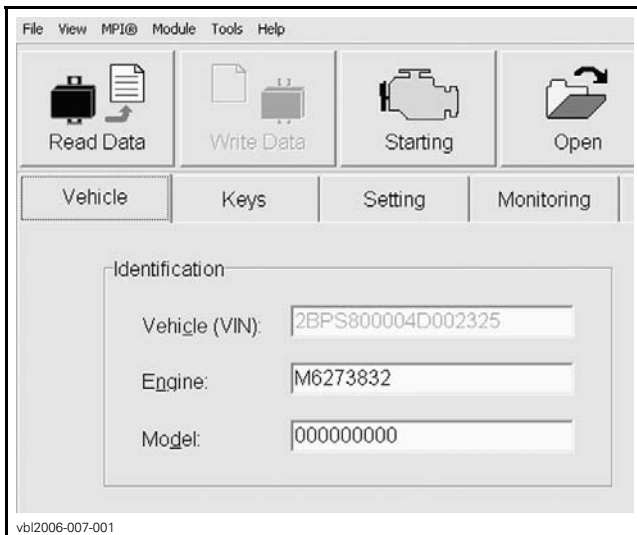 File View MPI® Module Tools Help
Read Data Write Data Starting Open
Vehicle Keys Setting Monitoring
Identification
Vehicle (VIN): 2BPS800004D002325
Engine: M6273832
Model: 000000000
vbl2006-007-001